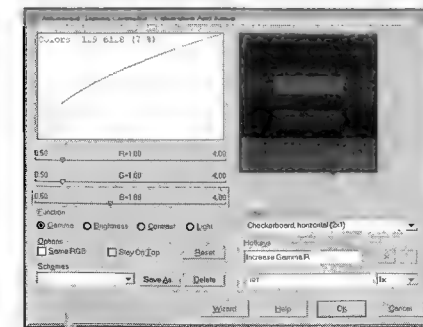 Colors
0.50 R=1.00 4.00
0.50 G=1.00 4.00
0.50 4.00
Function
Gamma Brightness Contrast Light
Options
Same RGB Stay On Top Reset
Schemes
Save As Delete
Checkerboard, horizontal (2x1)
Hotkeys
Increase Gamma R
Wizard Help OK Cancel